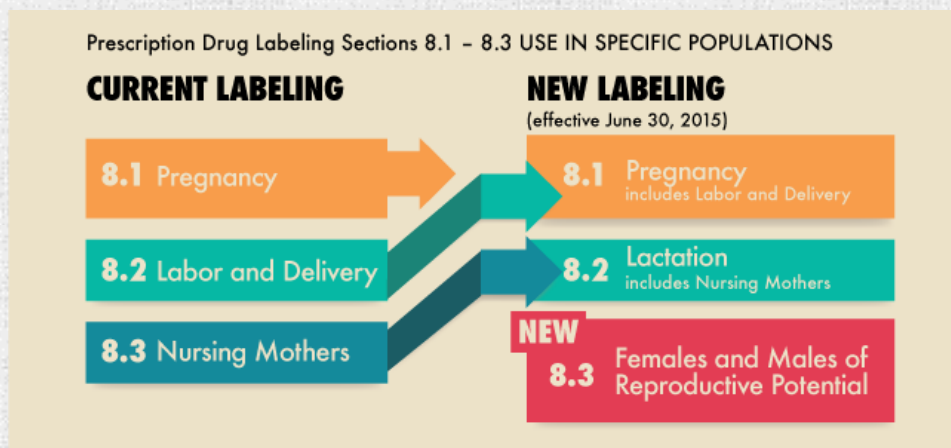 Prescription Drug Labeling Sections 8.1 – 8.3 USE IN SPECIFIC POPULATIONS
CURRENT LABELING
8.1 Pregnancy
8.2 Labor and Delivery
8.3 Nursing Mothers
NEW LABELING
(effective June 30, 2015)
8.1 Pregnancy
includes Labor and Delivery
8.2 Lactation
includes Nursing Mothers
NEW
8.3 Females and Males of
Reproductive Potential